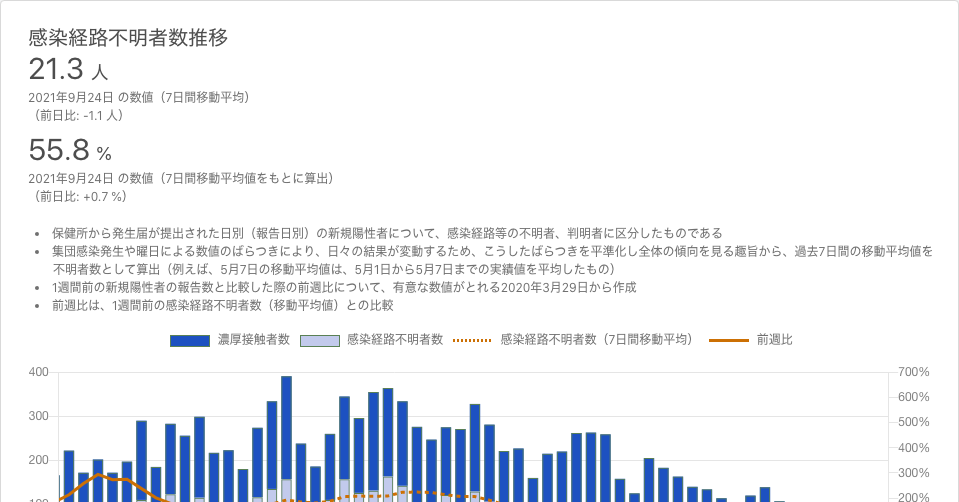 感染経路不明者数推移
21.3 人
2021年9月24日 の数値（7日間移動平均）
（前日比: -1.1 人）
55.8 %
2021年9月24日 の数値（7日間移動平均値をもとに算出）
（前日比: +0.7 %）
• 保健所から発生届が提出された日別（報告日別）の新規陽性者について、感染経路等の不明者、判明者に区分したものである
• 集団感染発生や曜日による数値のばらつきにより、日々の結果が変動するため、こうしたばらつきを平準化し全体の傾向を見る趣旨から、過去7日間の移動平均値を
不明者数として算出（例えば、5月7日の移動平均値は、5月1日から5月7日までの実績値を平均したもの）
• 1週間前の新規陽性者の報告数と比較した際の前週比について、有意な数値がとれる2020年3月29日から作成
• 前週比は、1週間前の感染経路不明者数（移動平均値）との比較
濃厚接触者数 感染経路不明者数 感染経路不明者数（7日間移動平均） 前週比
400 700%
600%
300 500%
400%
200 300%
100 200%